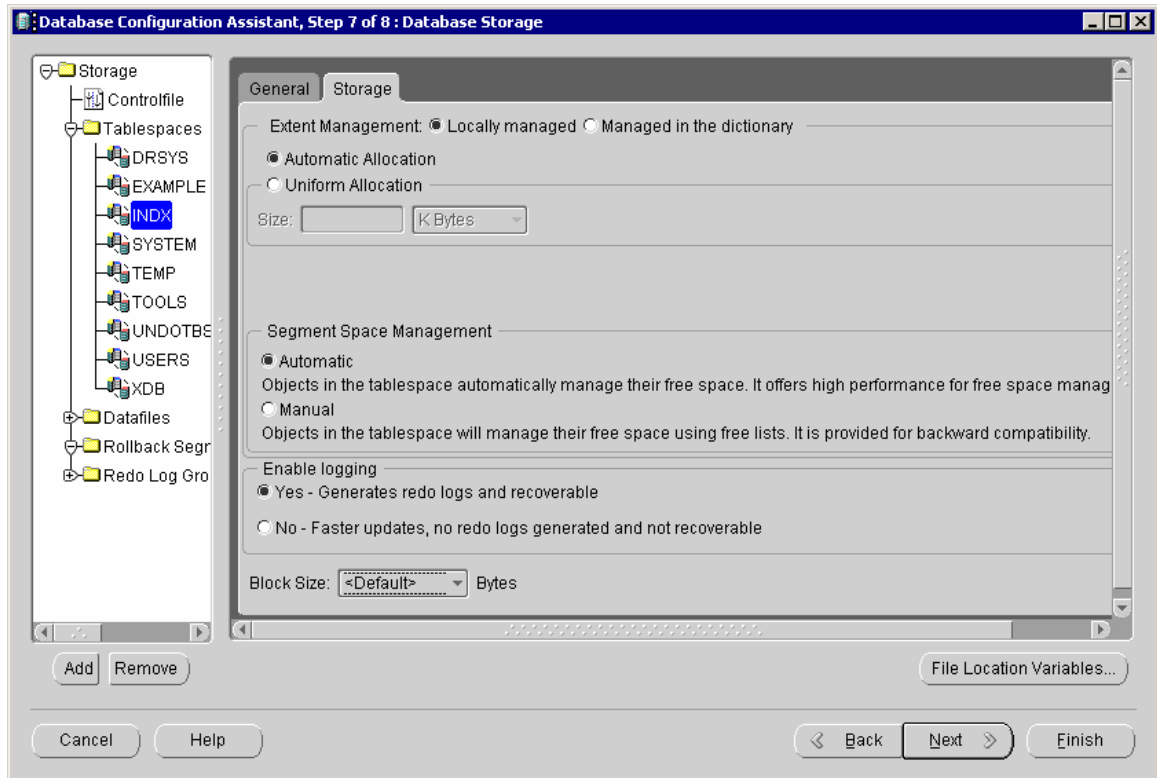 Database Configuration Assistant, Step 7 of 8 : Database Storage
Storage
Controlfile
Tablespaces
DRSYS
EXAMPLE
INDX
SYSTEM
TEMP
TOOLS
UNDOTBS
USERS
XDB
Datafiles
Rollback Segr
Redo Log Gro
General Storage
Extent Management: Locally managed Managed in the dictionary
Automatic Allocation
Uniform Allocation
Size: K Bytes
Segment Space Management
Automatic
Objects in the tablespace automatically manage their free space. It offers high performance for free space manag
Manual
Objects in the tablespace will manage their free space using free lists. It is provided for backward compatibility.
Enable logging
Yes - Generates redo logs and recoverable
No - Faster updates, no redo logs generated and not recoverable
Block Size: <Default> Bytes
Add Remove
File Location Variables...
Cancel Help Back Next Finish